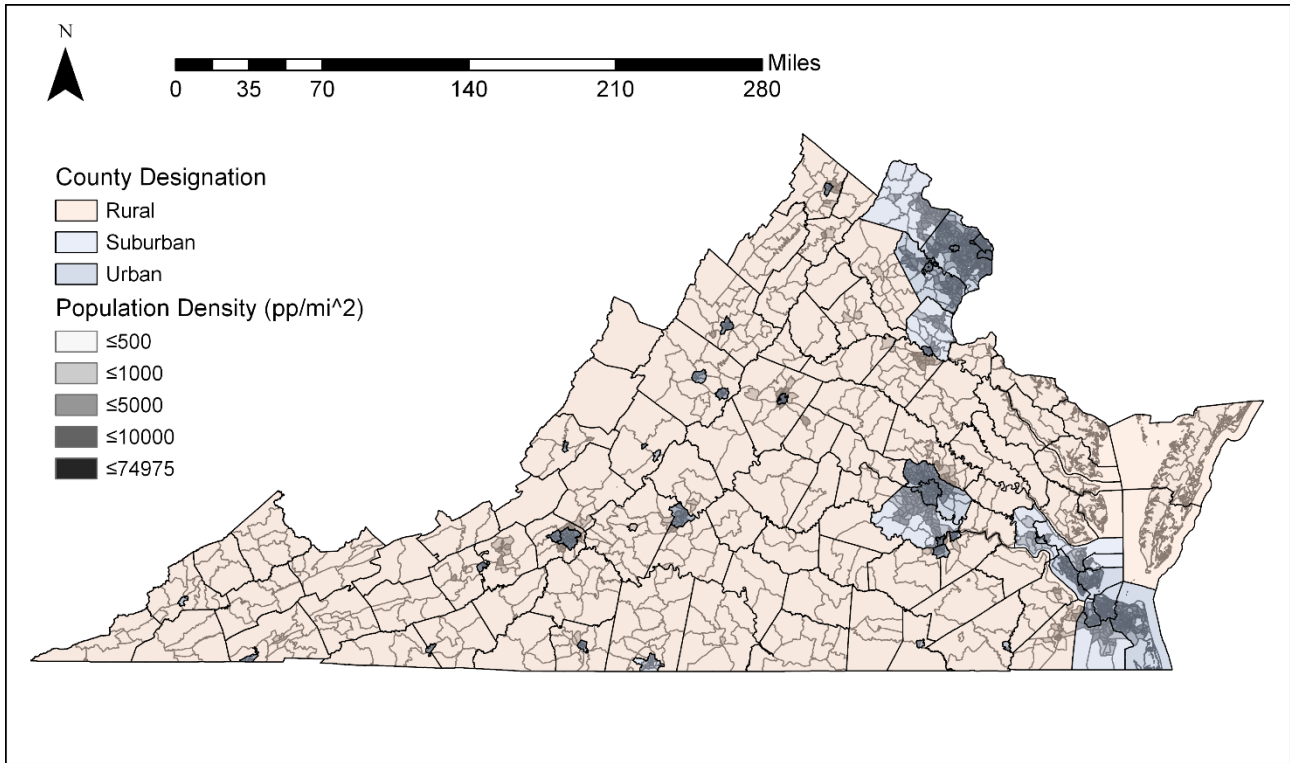 N
Miles
0 35 70 140 210 280
County Designation
Rural
Suburban
Urban
Population Density (pp/mi^2)
≤500
≤1000
≤5000
≤10000
≤74975